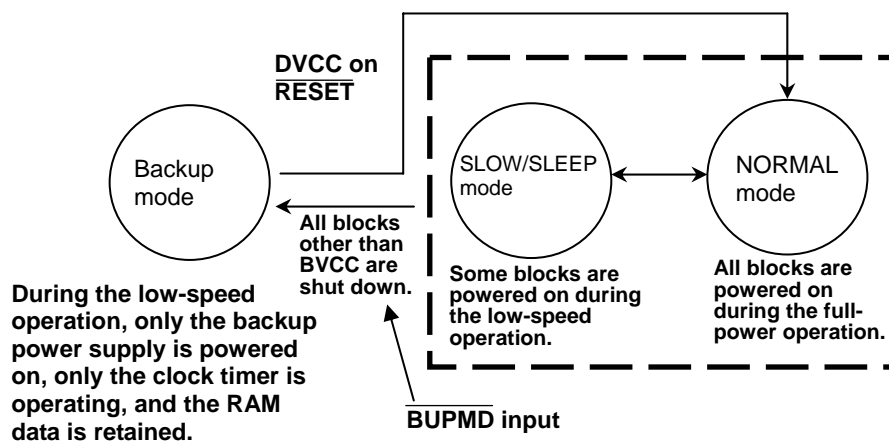 DVCC on
RESET
Backup
mode
SLOW/SLEEP
mode
NORMAL
mode
All blocks
other than
BVCC are
shut down.
Some blocks are
powered on during
the low-speed
operation.
All blocks are
powered on
during the full-
power operation.
During the low-speed
operation, only the backup
power supply is powered
on, only the clock timer is
operating, and the RAM
data is retained.
BUPMD input